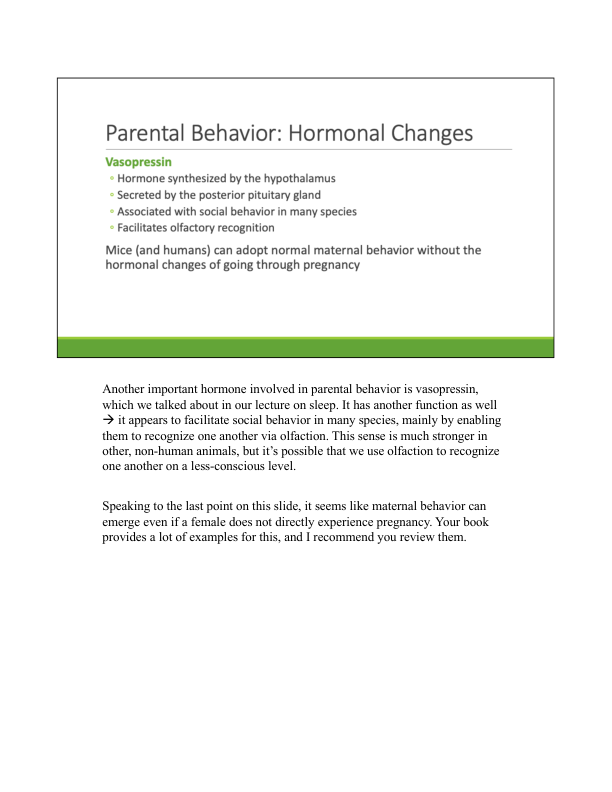 Parental Behavior: Hormonal Changes
Vasopressin
◦ Hormone synthesized by the hypothalamus
◦ Secreted by the posterior pituitary gland
◦ Associated with social behavior in many species
◦ Facilitates olfactory recognition
Mice (and humans) can adopt normal maternal behavior without the
hormonal changes of going through pregnancy
Another important hormone involved in parental behavior is vasopressin,
which we talked about in our lecture on sleep. It has another function as well
→ it appears to facilitate social behavior in many species, mainly by enabling
them to recognize one another via olfaction. This sense is much stronger in
other, non-human animals, but it’s possible that we use olfaction to recognize
one another on a less-conscious level.
Speaking to the last point on this slide, it seems like maternal behavior can
emerge even if a female does not directly experience pregnancy. Your book
provides a lot of examples for this, and I recommend you review them.